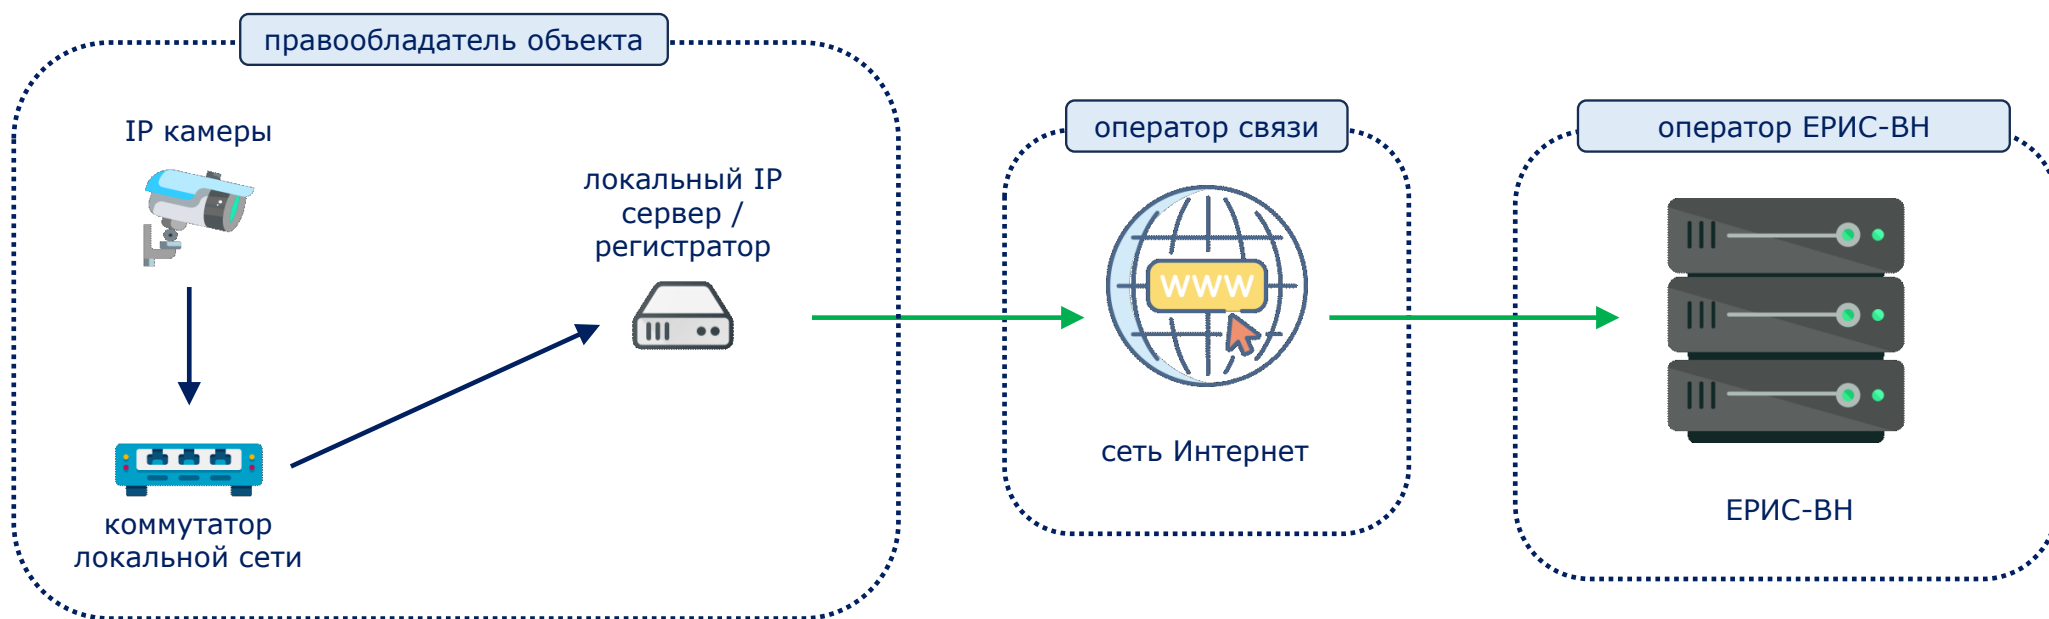 правообладатель объекта
IP камеры
локальный IP
сервер /
регистратор
коммутатор
локальной сети
оператор связи
www
сеть Интернет
оператор ЕРИС-ВН
ЕРИС-ВН